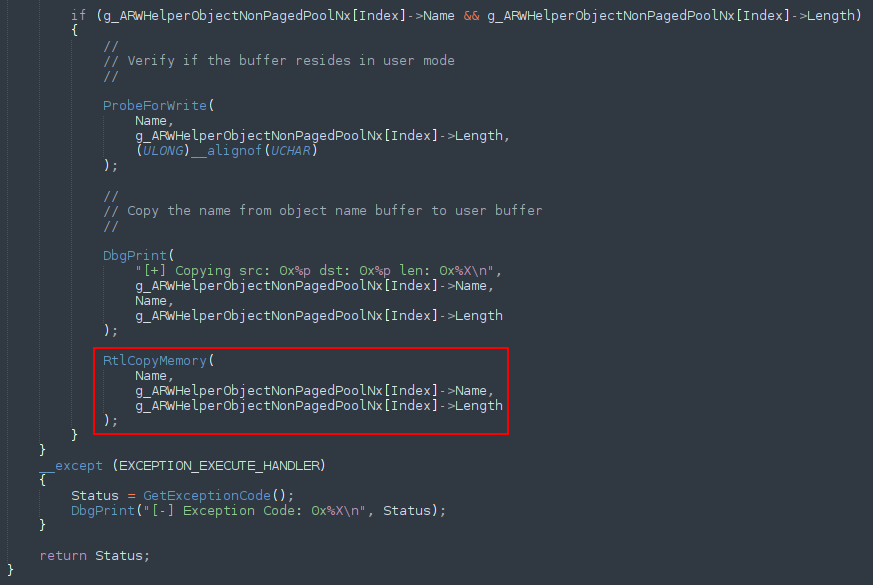 if (g_ARWHelperObjectNonPagedPoolNx[Index]->Name && g_ARWHelperObjectNonPagedPoolNx[Index]->Length)
{
//
// Verify if the buffer resides in user mode
//
ProbeForWrite(
Name,
g_ARWHelperObjectNonPagedPoolNx[Index]->Length,
(ULONG)__alignof(UCHAR)
);
//
// Copy the name from object name buffer to user buffer
//
DbgPrint(
"[+] Copying src: 0x%p dst: 0x%p len: 0x%X\n",
g_ARWHelperObjectNonPagedPoolNx[Index]->Name,
Name,
g_ARWHelperObjectNonPagedPoolNx[Index]->Length
);
RtlCopyMemory(
Name,
g_ARWHelperObjectNonPagedPoolNx[Index]->Name,
g_ARWHelperObjectNonPagedPoolNx[Index]->Length
);
}
}
__except (EXCEPTION_EXECUTE_HANDLER)
{
Status = GetExceptionCode();
DbgPrint("[-] Exception Code: 0x%X\n", Status);
}
return Status;
}